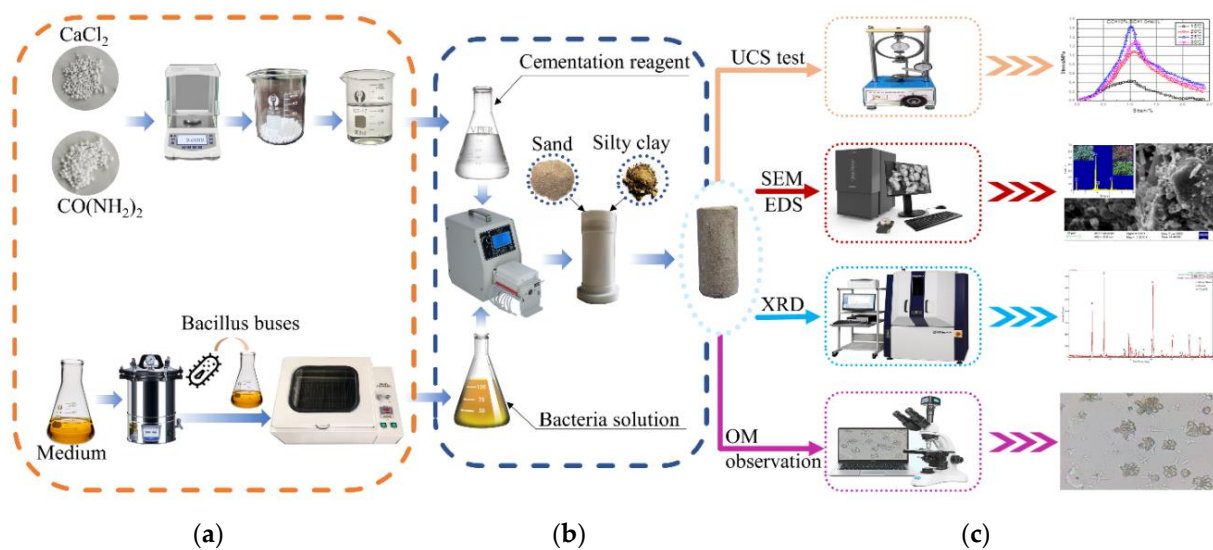 CaCl₂
CO(NH₂)₂
Bacillus buses
Medium
Cementation reagent
Sand
Silty clay
Bacteria solution
UCS test
SEM
EDS
XRD
OM
observation
(a)
(b)
(c)